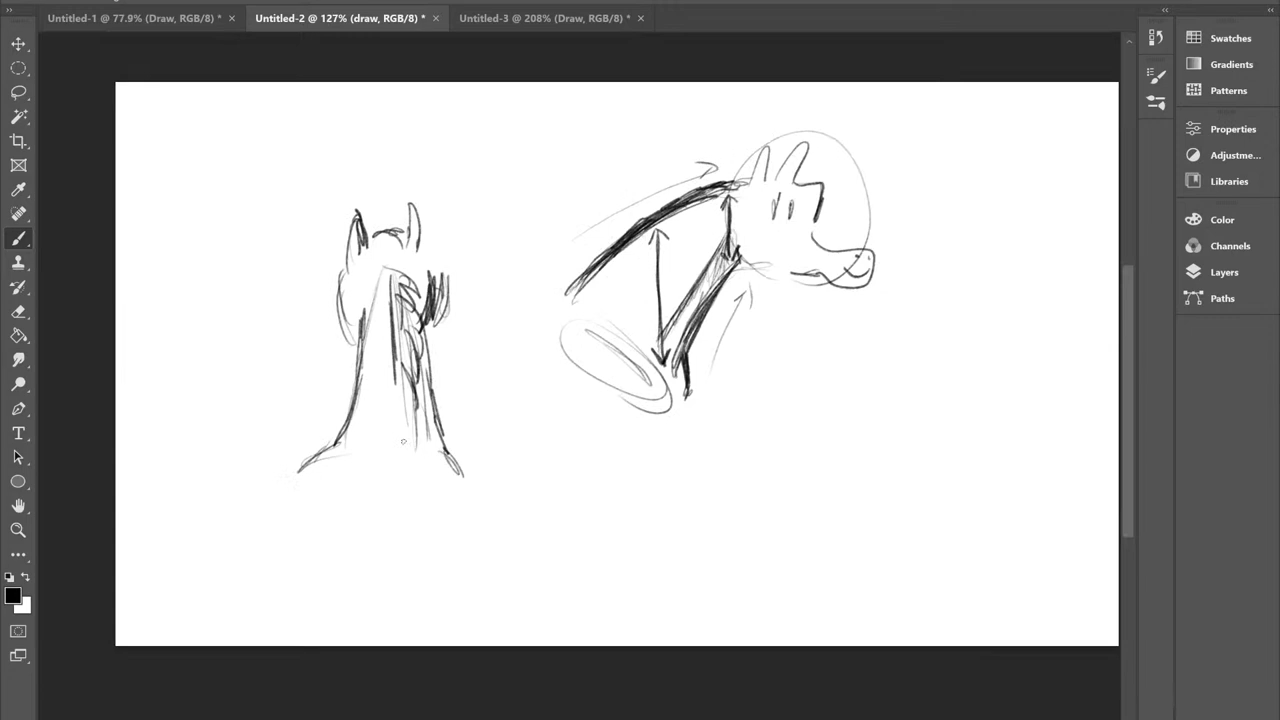 Untitled-1 @ 77.9% (Draw, RGB/8) *
Untitled-2 @ 127% (draw, RGB/8) *
Untitled-3 @ 208% (Draw, RGB/8) *
Swatches
Gradients
Patterns
Properties
Adjustme...
Libraries
Color
Channels
Layers
Paths